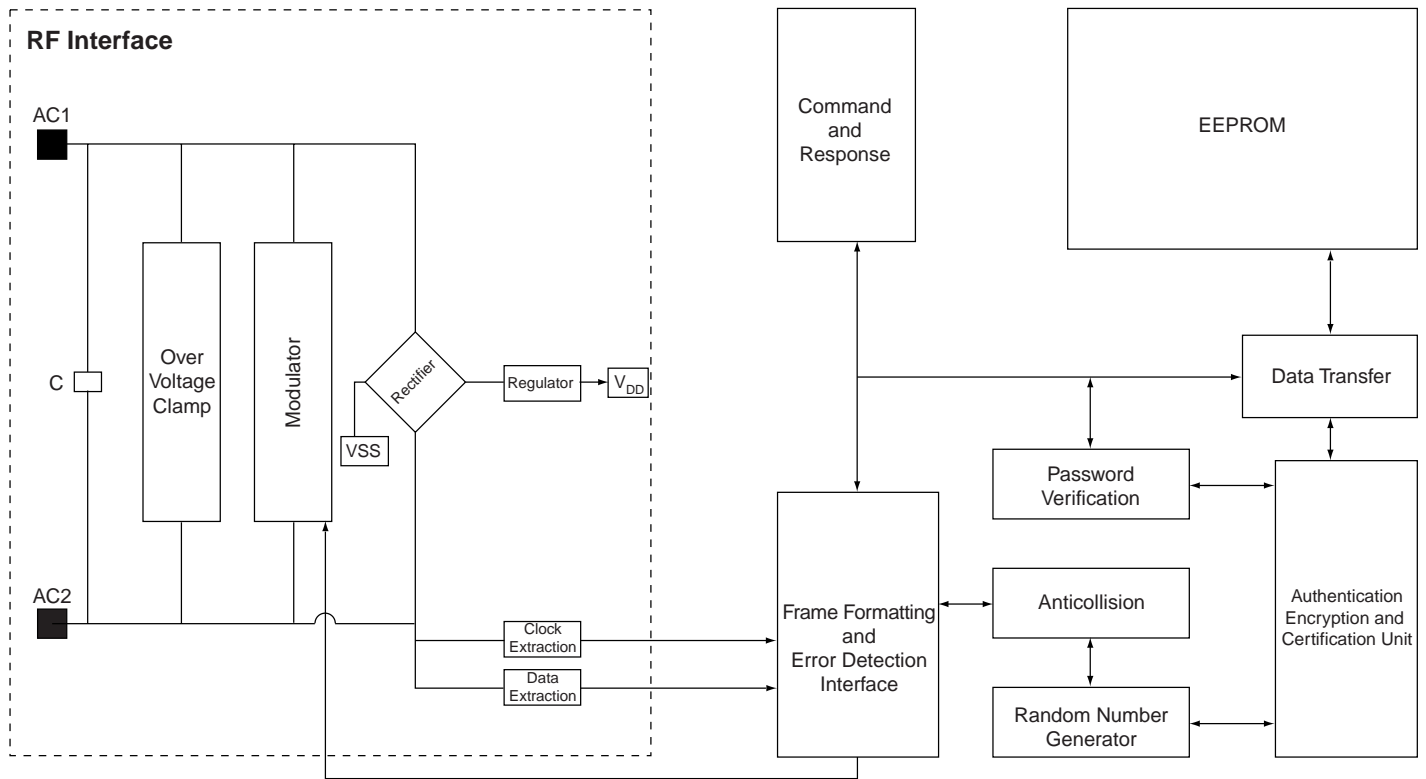 RF Interface
AC1
C
Over
Voltage
Clamp
Modulator
Rectifier
VSS
Regulator
VDD
AC2
Clock
Extraction
Data
Extraction
Command
and
Response
EEPROM
Data Transfer
Password
Verification
Frame Formatting
and
Error Detection
Interface
Anticollision
Random Number
Generator
Authentication
Encryption and
Certification Unit